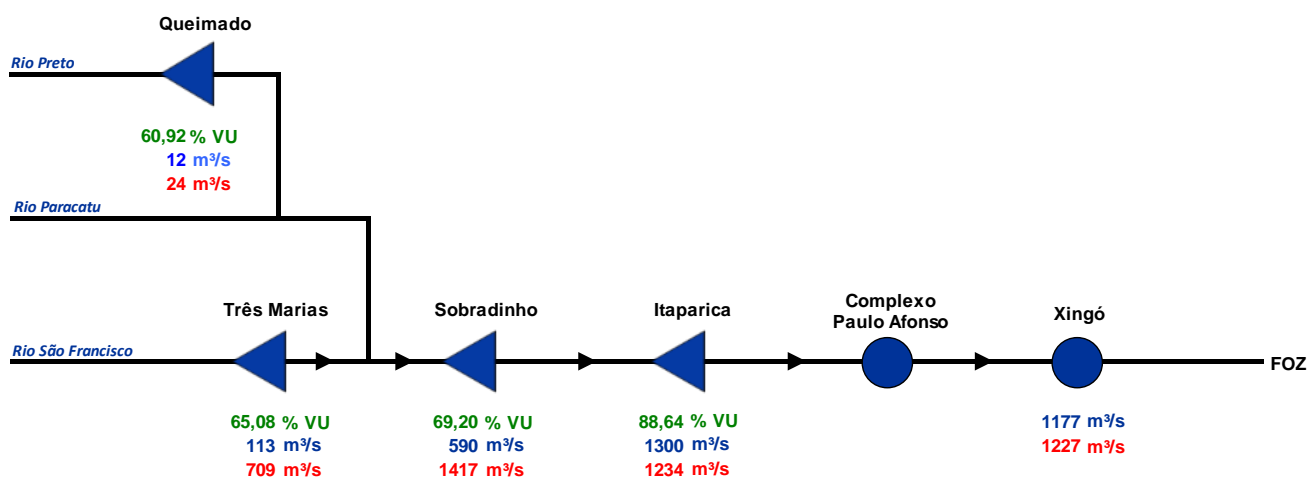 Queimado
Rio Preto
60,92 % VU
12 m³/s
24 m³/s
Rio Paracatu
Três Marias
Sobradinho
Itaparica
Complexo
Paulo Afonso
Xingó
Rio São Francisco
FOZ
65,08 % VU
113 m³/s
709 m³/s
69,20 % VU
590 m³/s
1417 m³/s
88,64 % VU
1300 m³/s
1234 m³/s
1177 m³/s
1227 m³/s